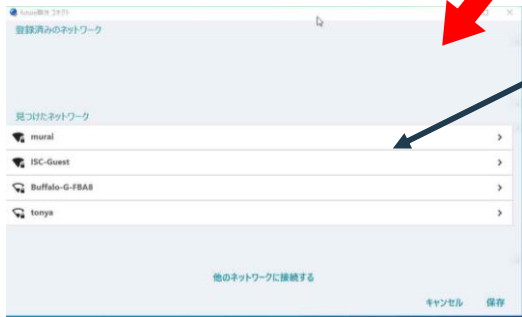 登録済みのネットワーク
見つけたネットワーク
murai
ISC-Guest
Buffalo-G-FBA8
tonya
他のネットワークに接続する
キャンセル 保存